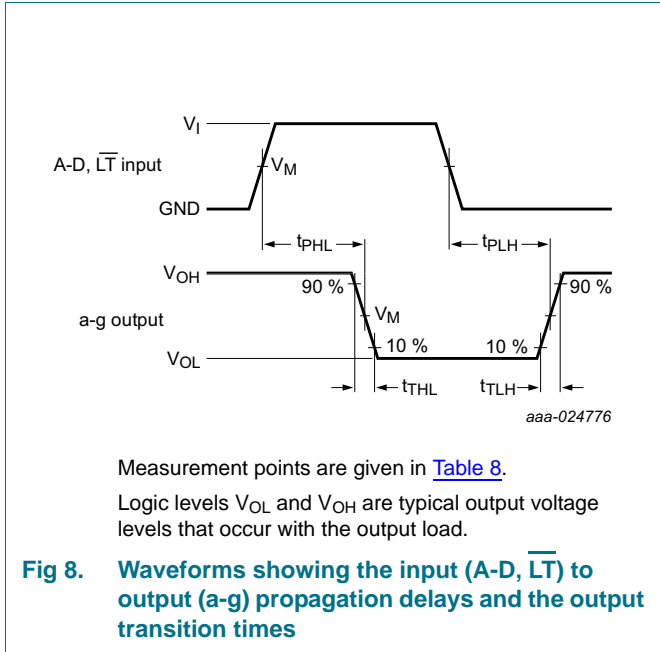 V_I
A-D, L̅T̅ input
V_M
GND
t_PHL
t_PLH
V_OH
90 %
90 %
a-g output
V_M
10 %
10 %
V_OL
t_THL
t_TLH
aaa-024776
Measurement points are given in Table 8.
Logic levels V_OL and V_OH are typical output voltage
levels that occur with the output load.
Fig 8. Waveforms showing the input (A-D, L̅T̅) to
output (a-g) propagation delays and the output
transition times